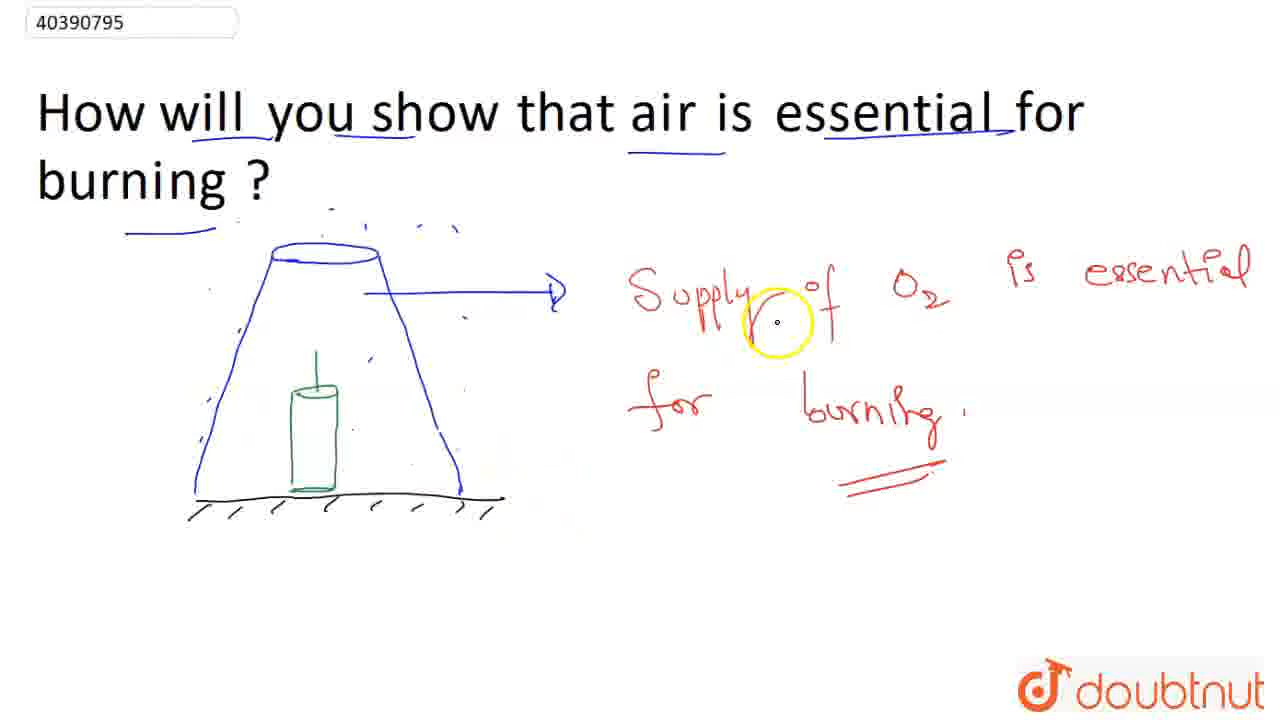 40390795
How will you show that air is essential for
burning ?
Supply of O₂ is essential
for burning.
doubtnut